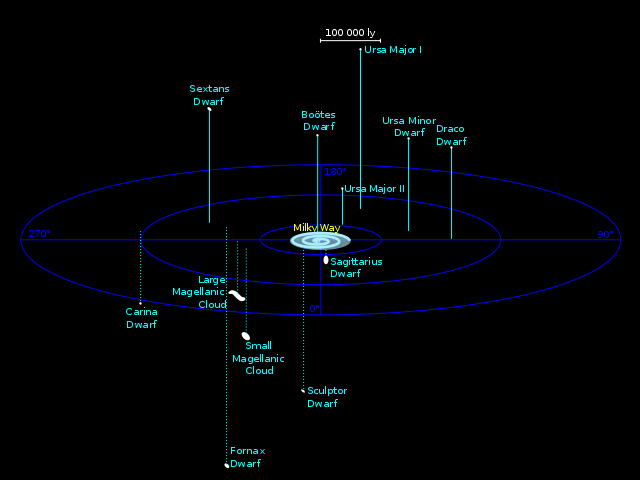 100 000 ly
Ursa Major I
Sextans
Dwarf
Boötes
Dwarf
Ursa Minor
Dwarf
Draco
Dwarf
180°
Ursa Major II
Milky Way
270°
90°
Sagittarius
Dwarf
Large
Magellanic
Cloud
Carina
Dwarf
0°
Small
Magellanic
Cloud
Sculptor
Dwarf
Fornax
Dwarf